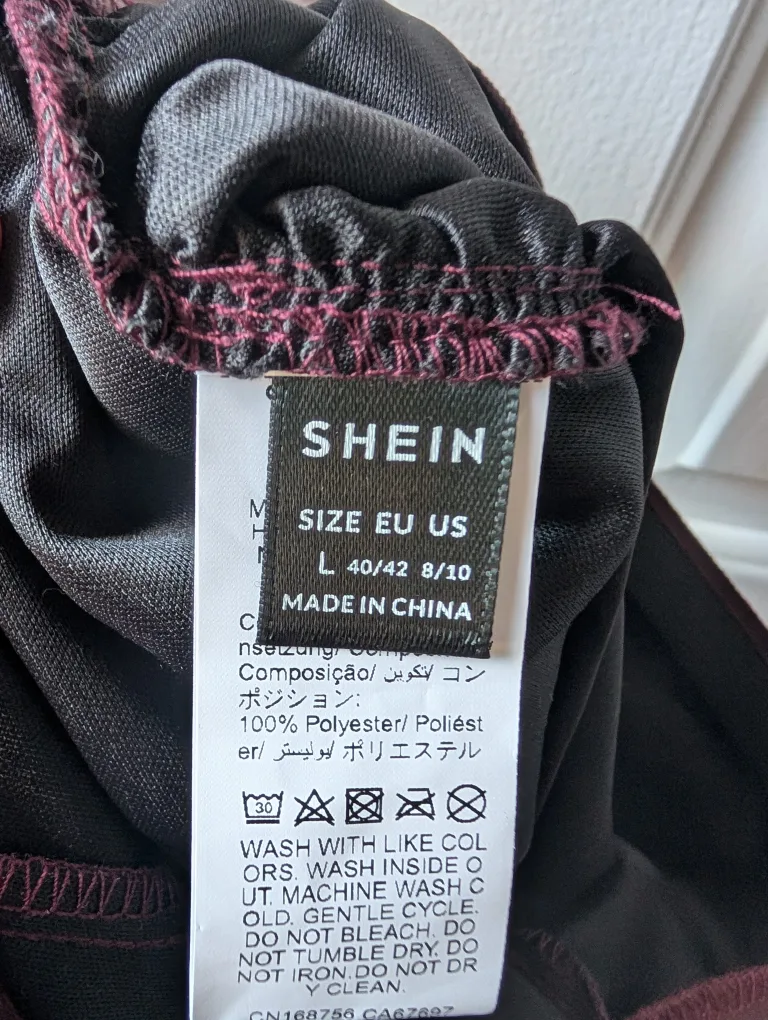 SHEIN
SIZE EU US
L 40/42 8/10
MADE IN CHINA
Composição/ تكوين/ コン
ポジション:
100% Polyester/ Poliést
er/ بوليستر/ ポリエステル
30
WASH WITH LIKE COL
ORS. WASH INSIDE O
UT. MACHINE WASH C
OLD. GENTLE CYCLE.
DO NOT BLEACH. DO
NOT TUMBLE DRY. DO
NOT IRON.DO NOT DR
Y CLEAN.
CN168756 CA67697